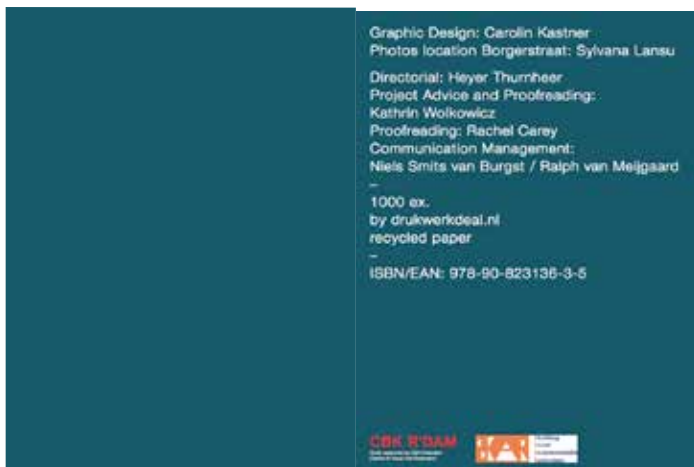 Graphic Design: Carolin Kastner
Photos location Borgerstraat: Sylvana Lansu
Directorial: Heyer Thurnheer
Project Advice and Proofreading:
Kathrin Wolkowicz
Proofreading: Rachel Carey
Communication Management:
Niels Smits van Burgst / Ralph van Meijgaard
–
1000 ex.
by drukwerkdeal.nl
recycled paper
–
ISBN/EAN: 978-90-823136-3-5
CBK R'DAM